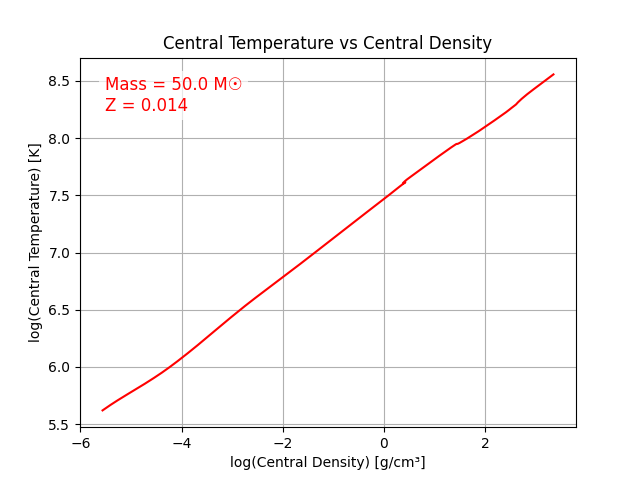 Central Temperature vs Central Density
Mass = 50.0 M☉
Z = 0.014
log(Central Temperature) [K]
8.5
8.0
7.5
7.0
6.5
6.0
5.5
−6
−4
−2
0
2
log(Central Density) [g/cm³]